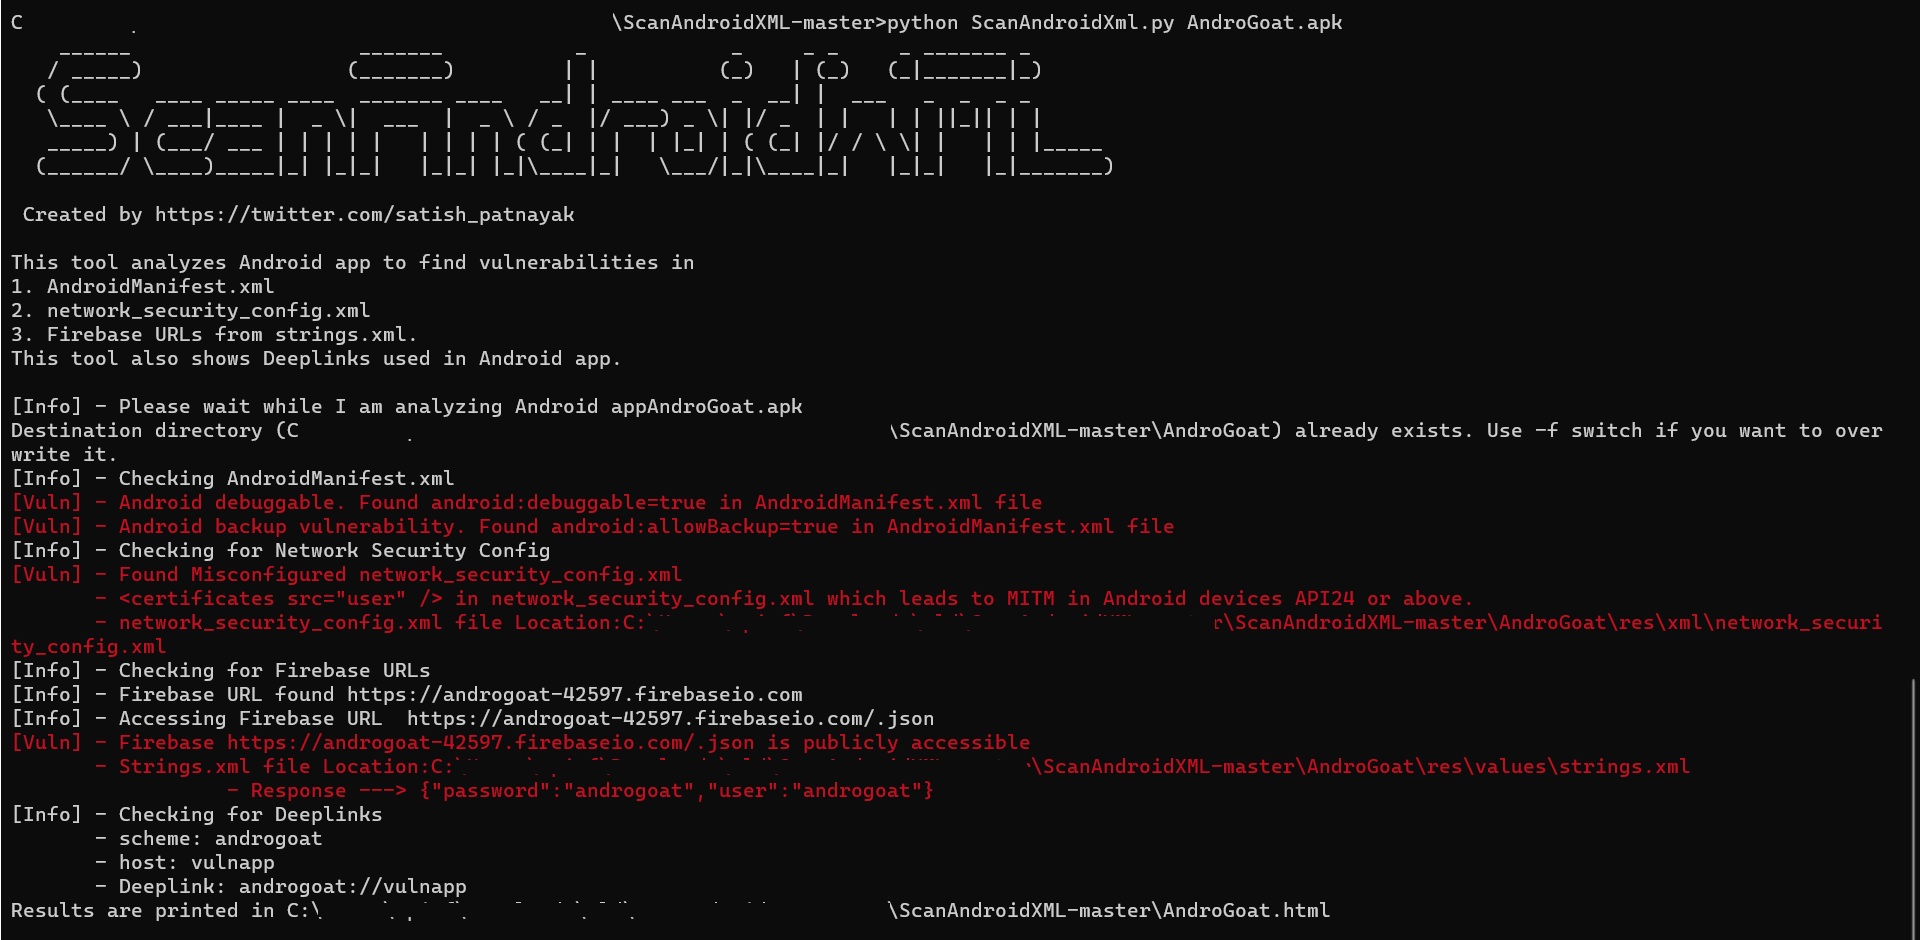 C \ScanAndroidXML-master>python ScanAndroidXml.py AndroGoat.apk
ScanAndroidXML
Created by https://twitter.com/satish_patnayak
This tool analyzes Android app to find vulnerabilities in
1. AndroidManifest.xml
2. network_security_config.xml
3. Firebase URLs from strings.xml.
This tool also shows Deeplinks used in Android app.
[Info] - Please wait while I am analyzing Android appAndroGoat.apk
Destination directory (C \ScanAndroidXML-master\AndroGoat) already exists. Use -f switch if you want to over
write it.
[Info] - Checking AndroidManifest.xml
[Vuln] - Android debuggable. Found android:debuggable=true in AndroidManifest.xml file
[Vuln] - Android backup vulnerability. Found android:allowBackup=true in AndroidManifest.xml file
[Info] - Checking for Network Security Config
[Vuln] - Found Misconfigured network_security_config.xml
- <certificates src="user" /> in network_security_config.xml which leads to MITM in Android devices API24 or above.
- network_security_config.xml file Location:C: r\ScanAndroidXML-master\AndroGoat\res\xml\network_securi
ty_config.xml
[Info] - Checking for Firebase URLs
[Info] - Firebase URL found https://androgoat-42597.firebaseio.com
[Info] - Accessing Firebase URL  https://androgoat-42597.firebaseio.com/.json
[Vuln] - Firebase https://androgoat-42597.firebaseio.com/.json is publicly accessible
- Strings.xml file Location:C: \ScanAndroidXML-master\AndroGoat\res\values\strings.xml
- Response ---> {"password":"androgoat","user":"androgoat"}
[Info] - Checking for Deeplinks
- scheme: androgoat
- host: vulnapp
- Deeplink: androgoat://vulnapp
Results are printed in C:\ \ScanAndroidXML-master\AndroGoat.html